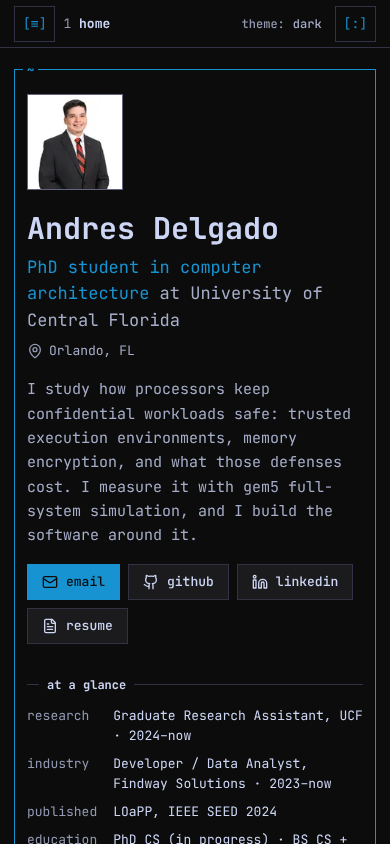 [≡] 1 home theme: dark [:]
~
Andres Delgado
PhD student in computer
architecture at University of
Central Florida
Orlando, FL
I study how processors keep
confidential workloads safe: trusted
execution environments, memory
encryption, and what those defenses
cost. I measure it with gem5 full-
system simulation, and I build the
software around it.
email github linkedin
resume
at a glance
research Graduate Research Assistant, UCF
· 2024–now
industry Developer / Data Analyst,
Findway Solutions · 2023–now
published LOaPP, IEEE SEED 2024
education PhD CS (in progress) · BS CS +